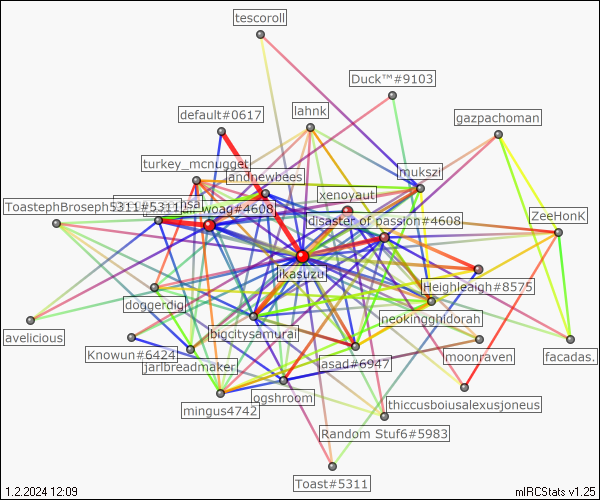 tescoroll
Duck™#9103
default#0617
lahnk
gazpachoman
turkey_mcnugget
mukszi
andnewbees
xenoyaut
ToastephBroseph5311#5311
woag#4608
disaster of passion#4608
ZeeHonK
ikasuzu
Heighleigh#8575
doggerdig
neokingghidorah
avelicious
bigcitysamurai
Knowun#6424
jarlbreadmaker
asad#6947
moonraven
facadas.
mingus4742
ogshroom
thiccusboiusalexusjoneus
Random Stuf6#5983
Toast#5311
1.2.2024 12:09
mIRCStats v1.25